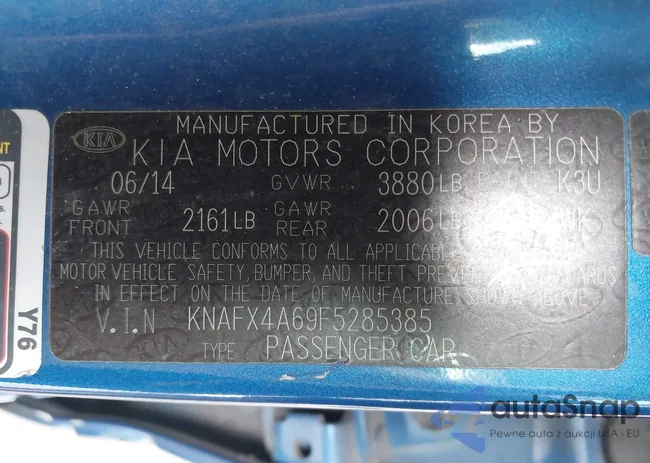 MANUFACTURED IN KOREA BY
KIA KIA MOTORS CORPORATION
06/14 GVWR 3880LB K3U
GAWR FRONT 2161LB GAWR REAR 2006LB
THIS VEHICLE CONFORMS TO ALL
MOTOR VEHICLE SAFETY, BUMPER, AND THEFT
IN EFFECT ON THE DATE OF MANUFACTURE SHOWN ABOVE
V.I.N KNAFX4A69F5285385
TYPE PASSENGER CAR
Y76
autoSnap
Pewne auta z aukcji USA i EU